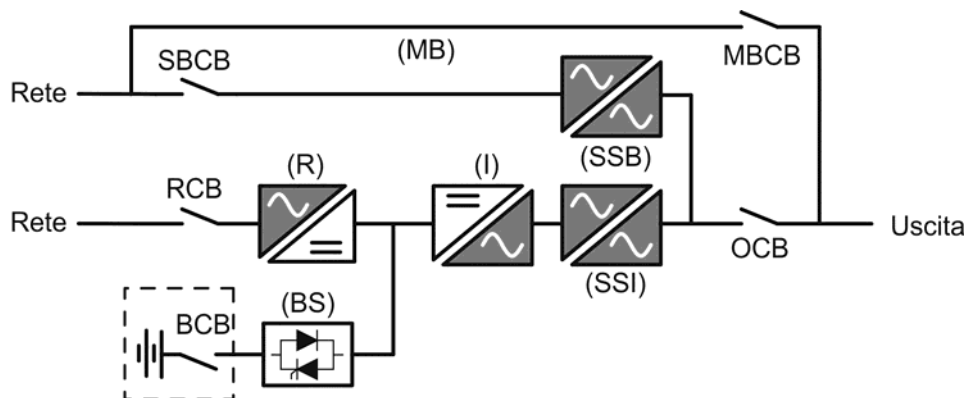 (MB)
MBCB
SBCB
Rete
(SSB)
(R)
(I)
RCB
Rete
Uscita
OCB
(SSI)
(BS)
BCB